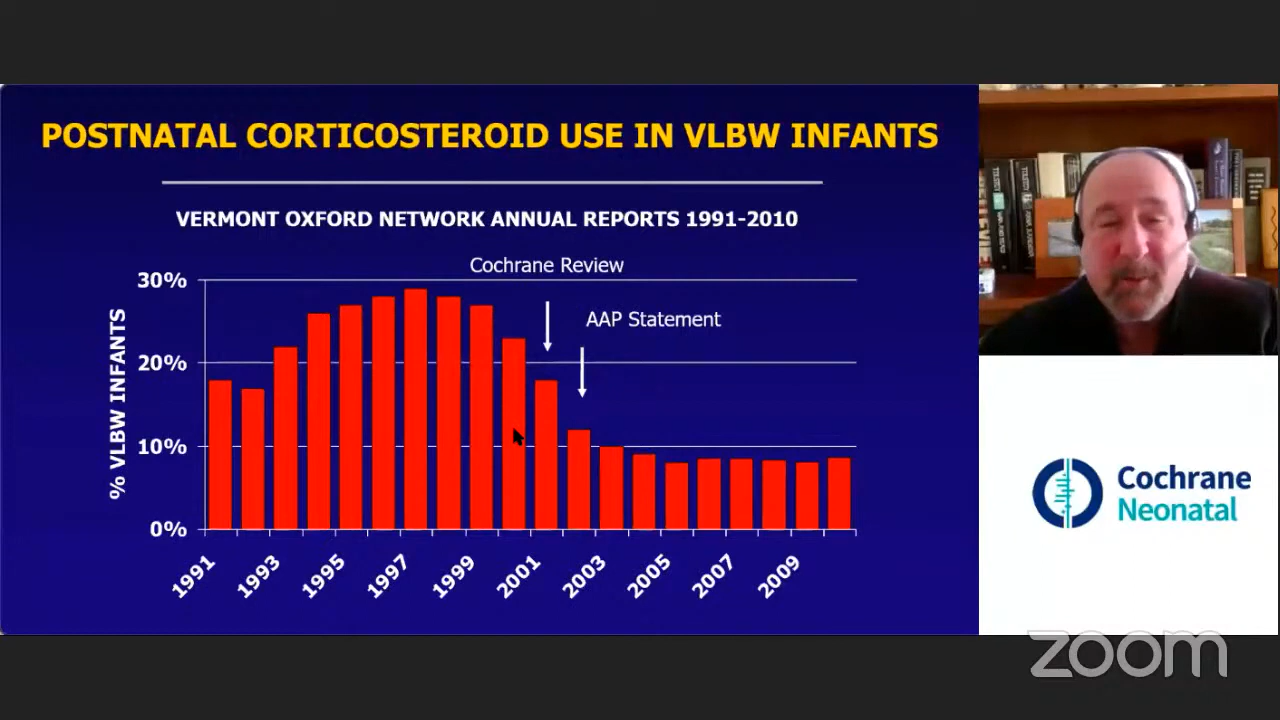 POSTNATAL CORTICOSTEROID USE IN VLBW INFANTS
VERMONT OXFORD NETWORK ANNUAL REPORTS 1991-2010
Cochrane Review
AAP Statement
% VLBW INFANTS
30%
20%
10%
0%
1991
1993
1995
1997
1999
2001
2003
2005
2007
2009
Cochrane
Neonatal
zoom